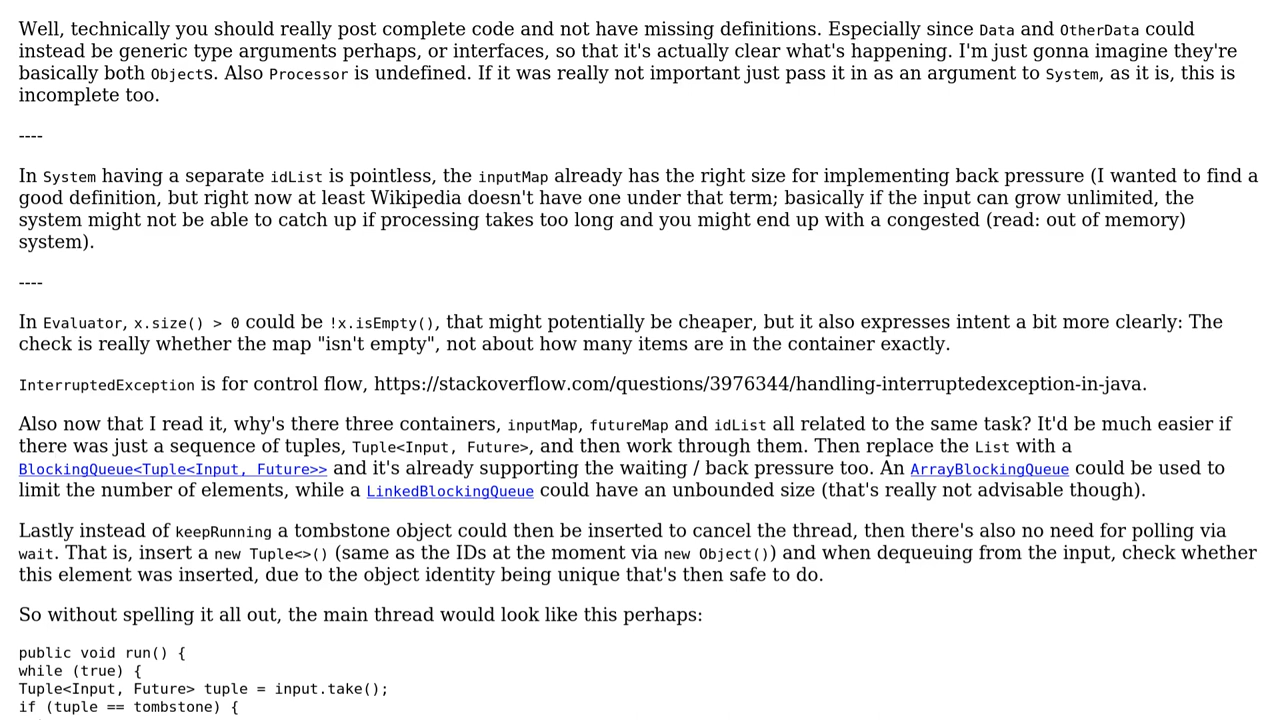 Well, technically you should really post complete code and not have missing definitions. Especially since Data and OtherData could
instead be generic type arguments perhaps, or interfaces, so that it's actually clear what's happening. I'm just gonna imagine they're
basically both Objects. Also Processor is undefined. If it was really not important just pass it in as an argument to System, as it is, this is
incomplete too.
----
In System having a separate idList is pointless, the inputMap already has the right size for implementing back pressure (I wanted to find a
good definition, but right now at least Wikipedia doesn't have one under that term; basically if the input can grow unlimited, the
system might not be able to catch up if processing takes too long and you might end up with a congested (read: out of memory)
system).
----
In Evaluator, x.size() > 0 could be !x.isEmpty(), that might potentially be cheaper, but it also expresses intent a bit more clearly: The
check is really whether the map "isn't empty", not about how many items are in the container exactly.
InterruptedException is for control flow, https://stackoverflow.com/questions/3976344/handling-interruptedexception-in-java.
Also now that I read it, why's there three containers, inputMap, futureMap and idList all related to the same task? It'd be much easier if
there was just a sequence of tuples, Tuple<Input, Future>, and then work through them. Then replace the List with a
BlockingQueue<Tuple<Input, Future>> and it's already supporting the waiting / back pressure too. An ArrayBlockingQueue could be used to
limit the number of elements, while a LinkedBlockingQueue could have an unbounded size (that's really not advisable though).
Lastly instead of keepRunning a tombstone object could then be inserted to cancel the thread, then there's also no need for polling via
wait. That is, insert a new Tuple<>() (same as the IDs at the moment via new Object()) and when dequeuing from the input, check whether
this element was inserted, due to the object identity being unique that's then safe to do.
So without spelling it all out, the main thread would look like this perhaps:
public void run() {
while (true) {
Tuple<Input, Future> tuple = input.take();
if (tuple == tombstone) {